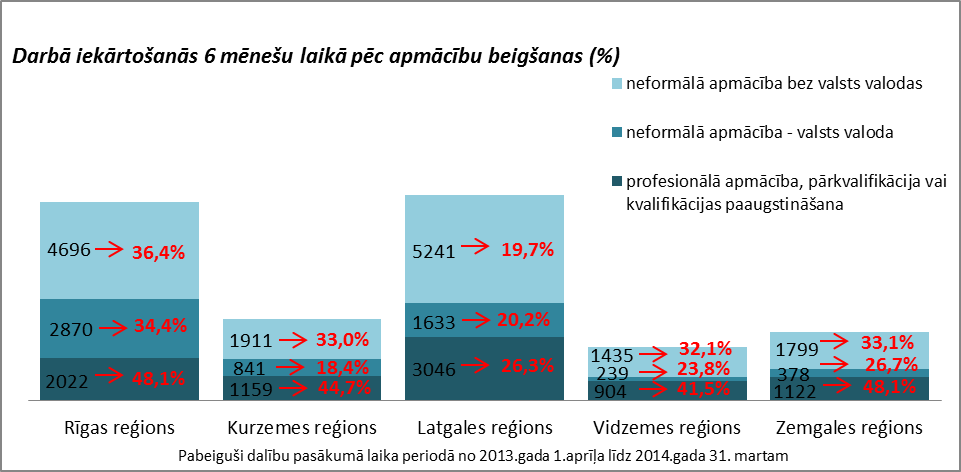 Darbā iekārtošanās 6 mēnešu laikā pēc apmācību beigšanas (%)
neformālā apmācība bez valsts valodas
neformālā apmācība - valsts valoda
profesionālā apmācība, pārkvalifikācija vai
kvalifikācijas paaugstināšana
4696 → 36,4%
2870 → 34,4%
2022 → 48,1%
1911 → 33,0%
841 → 18,4%
1159 → 44,7%
5241 → 19,7%
1633 → 20,2%
3046 → 26,3%
1435 → 32,1%
239 → 23,8%
904 → 41,5%
1799 → 33,1%
378 → 26,7%
1122 → 48,1%
Rīgas reģions
Kurzemes reģions
Latgales reģions
Vidzemes reģions
Zemgales reģions
Pabeiguši dalību pasākumā laika periodā no 2013.gada 1.aprīļa līdz 2014.gada 31. martam